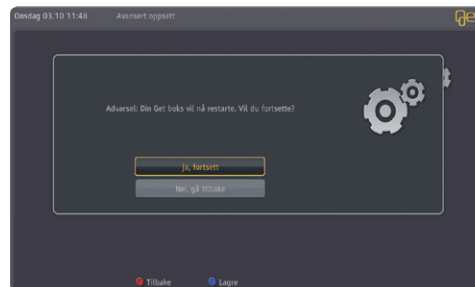 Onsdag 03.10 11:48 Avansert oppsett
Advarsel: Din Get boks vil nå restarte. Vil du fortsette?
Ja, fortsett
Nei, gå tilbake
Tilbake Lagre